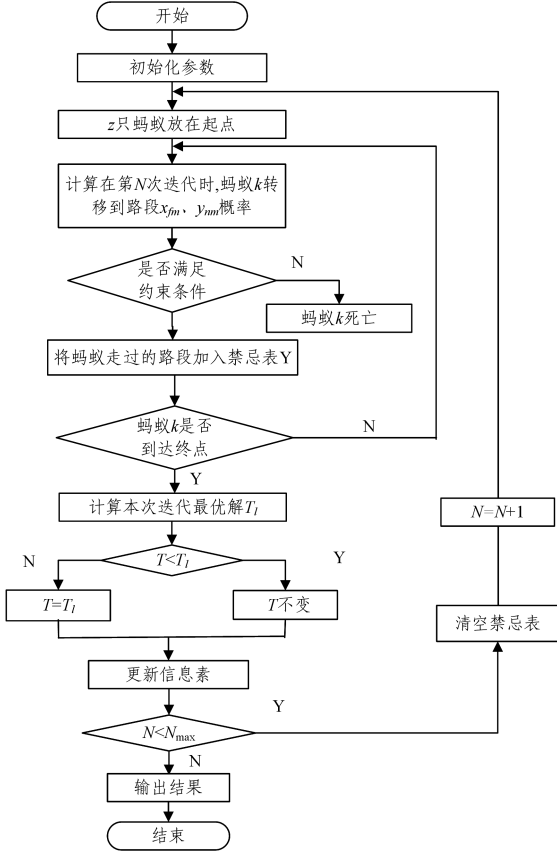 开始
初始化参数
z只蚂蚁放在起点
计算在第N次迭代时,蚂蚁k转
移到路段xfm、ynm概率
是否满足
约束条件
N
蚂蚁k死亡
将蚂蚁走过的路段加入禁忌表Y
蚂蚁k是否
到达终点
N
Y
计算本次迭代最优解T1
N=N+1
N
T<T1
Y
T=T1
T不变
清空禁忌表
更新信息素
Y
N<Nmax
N
输出结果
结束